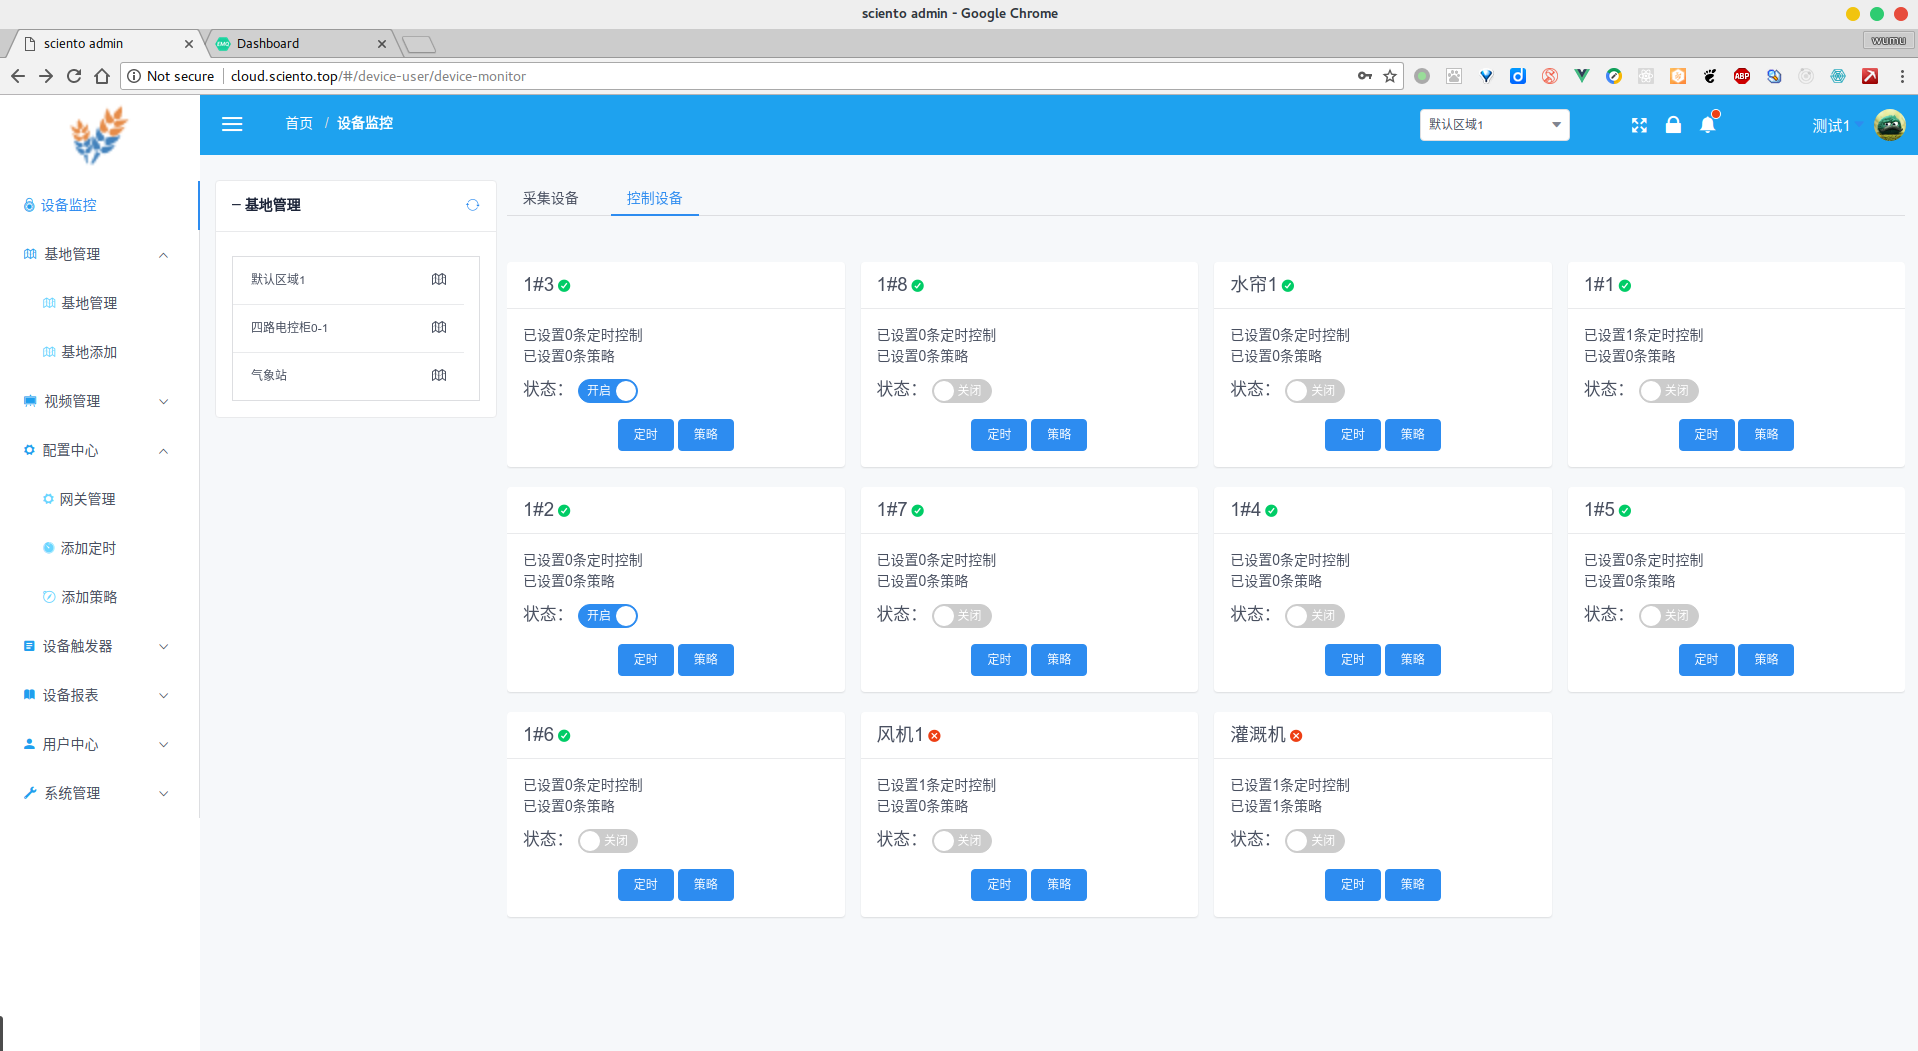 sciento admin - Google Chrome
sciento admin
Dashboard
wumu
Not secure
cloud.sciento.top/#/device-user/device-monitor
ABP
首页 / 设备监控
默认区域1
测试1
设备监控
基地管理
基地管理
基地添加
视频管理
配置中心
网关管理
添加定时
添加策略
设备触发器
设备报表
用户中心
系统管理
基地管理
默认区域1
四路电控柜0-1
气象站
采集设备
控制设备
1#3
已设置0条定时控制
已设置0条策略
状态： 开启
定时 策略
1#8
已设置0条定时控制
已设置0条策略
状态： 关闭
定时 策略
水帘1
已设置0条定时控制
已设置0条策略
状态： 关闭
定时 策略
1#1
已设置1条定时控制
已设置0条策略
状态： 关闭
定时 策略
1#2
已设置0条定时控制
已设置0条策略
状态： 开启
定时 策略
1#7
已设置0条定时控制
已设置0条策略
状态： 关闭
定时 策略
1#4
已设置0条定时控制
已设置0条策略
状态： 关闭
定时 策略
1#5
已设置0条定时控制
已设置0条策略
状态： 关闭
定时 策略
1#6
已设置0条定时控制
已设置0条策略
状态： 关闭
定时 策略
风机1
已设置1条定时控制
已设置0条策略
状态： 关闭
定时 策略
灌溉机
已设置1条定时控制
已设置1条策略
状态： 关闭
定时 策略